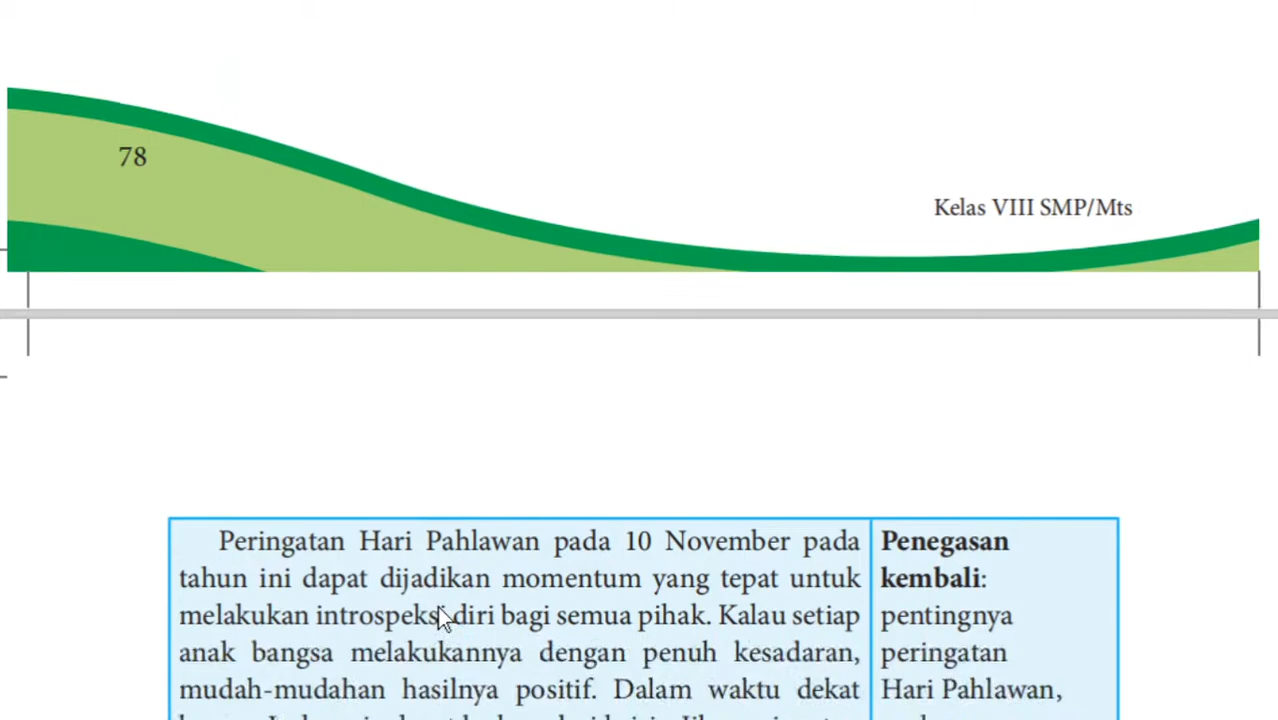 78
Kelas VIII SMP/Mts
Peringatan Hari Pahlawan pada 10 November pada
tahun ini dapat dijadikan momentum yang tepat untuk
melakukan introspeksi diri bagi semua pihak. Kalau setiap
anak bangsa melakukannya dengan penuh kesadaran,
mudah-mudahan hasilnya positif. Dalam waktu dekat
Penegasan
kembali:
pentingnya
peringatan
Hari Pahlawan,